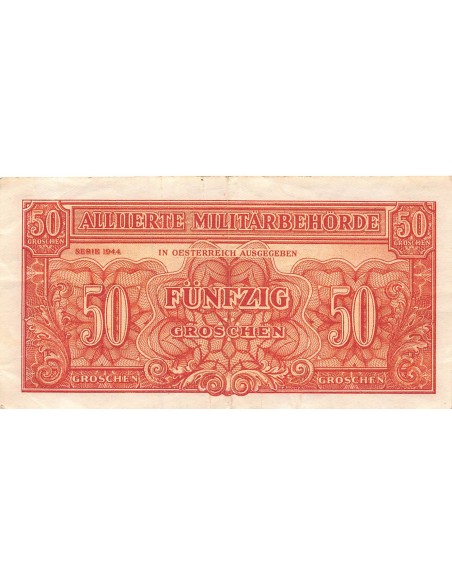 50 ALLIIERTE MILITÄRBEHÖRDE 50
GROSCHEN GROSCHEN
SERIE 1944 IN OESTERREICH AUSGEGEBEN
50 FÜNFZIG 50
GROSCHEN
GROSCHEN GROSCHEN